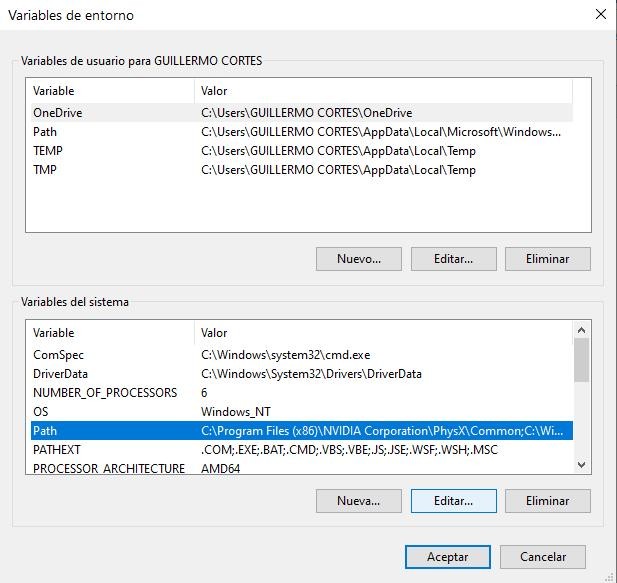 Variables de entorno
Variables de usuario para GUILLERMO CORTES
Variable Valor
OneDrive C:\Users\GUILLERMO CORTES\OneDrive
Path C:\Users\GUILLERMO CORTES\AppData\Local\Microsoft\Windows...
TEMP C:\Users\GUILLERMO CORTES\AppData\Local\Temp
TMP C:\Users\GUILLERMO CORTES\AppData\Local\Temp
Nuevo... Editar... Eliminar
Variables del sistema
Variable Valor
ComSpec C:\Windows\system32\cmd.exe
DriverData C:\Windows\System32\Drivers\DriverData
NUMBER_OF_PROCESSORS 6
OS Windows_NT
Path C:\Program Files (x86)\NVIDIA Corporation\PhysX\Common;C:\Wi...
PATHEXT .COM;.EXE;.BAT;.CMD;.VBS;.VBE;.JS;.JSE;.WSF;.WSH;.MSC
PROCESSOR_ARCHITECTURE AMD64
Nueva... Editar... Eliminar
Aceptar Cancelar